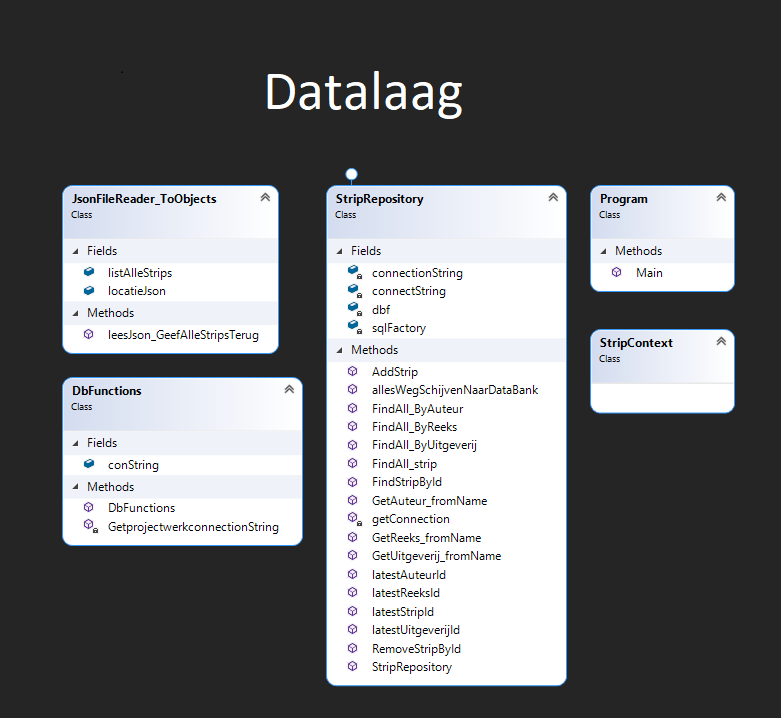 Datalaag
JsonFileReader_ToObjects
Class
Fields
listAlleStrips
locatieJson
Methods
leesJson_GeefAlleStripsTerug
DbFunctions
Class
Fields
conString
Methods
DbFunctions
GetprojectwerkconnectionString
StripRepository
Class
Fields
connectionString
connectString
dbf
sqlFactory
Methods
AddStrip
allesWegSchijvenNaarDataBank
FindAll_ByAuteur
FindAll_ByReeks
FindAll_ByUitgeverij
FindAll_strip
FindStripById
GetAuteur_fromName
getConnection
GetReeks_fromName
GetUitgeverij_fromName
latestAuteurId
latestReeksId
latestStripId
latestUitgeverijId
RemoveStripById
StripRepository
Program
Class
Methods
Main
StripContext
Class